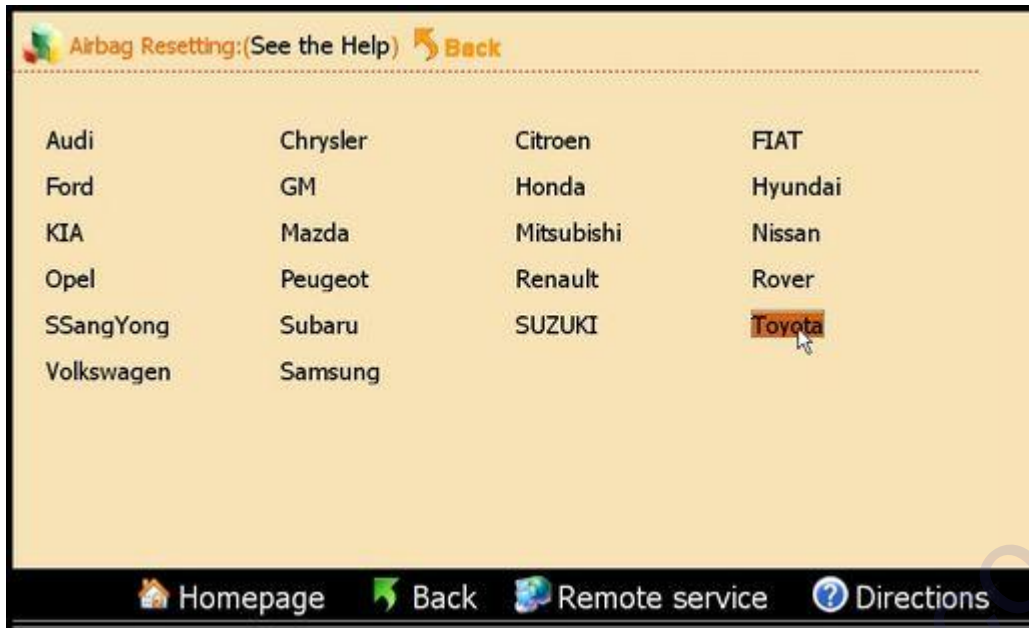 Airbag Resetting:(See the Help) Back
Audi Chrysler Citroen FIAT
Ford GM Honda Hyundai
KIA Mazda Mitsubishi Nissan
Opel Peugeot Renault Rover
SSangYong Subaru SUZUKI Toyota
Volkswagen Samsung
Homepage Back Remote service Directions